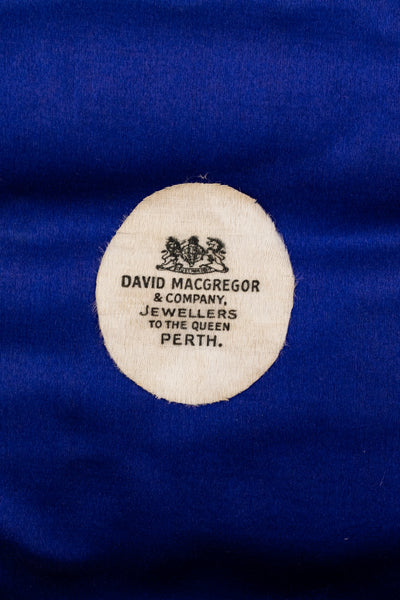 DAVID MACGREGOR
& COMPANY,
JEWELLERS
TO THE QUEEN
PERTH.